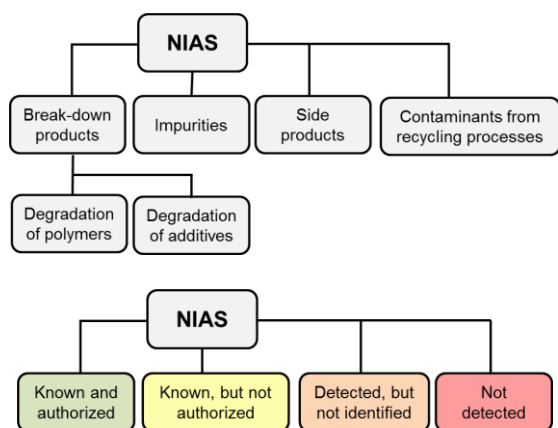 NIAS
Break-down
products
Impurities
Side
products
Contaminants from
recycling processes
Degradation
of polymers
Degradation
of additives
NIAS
Known and
authorized
Known, but not
authorized
Detected, but
not identified
Not
detected